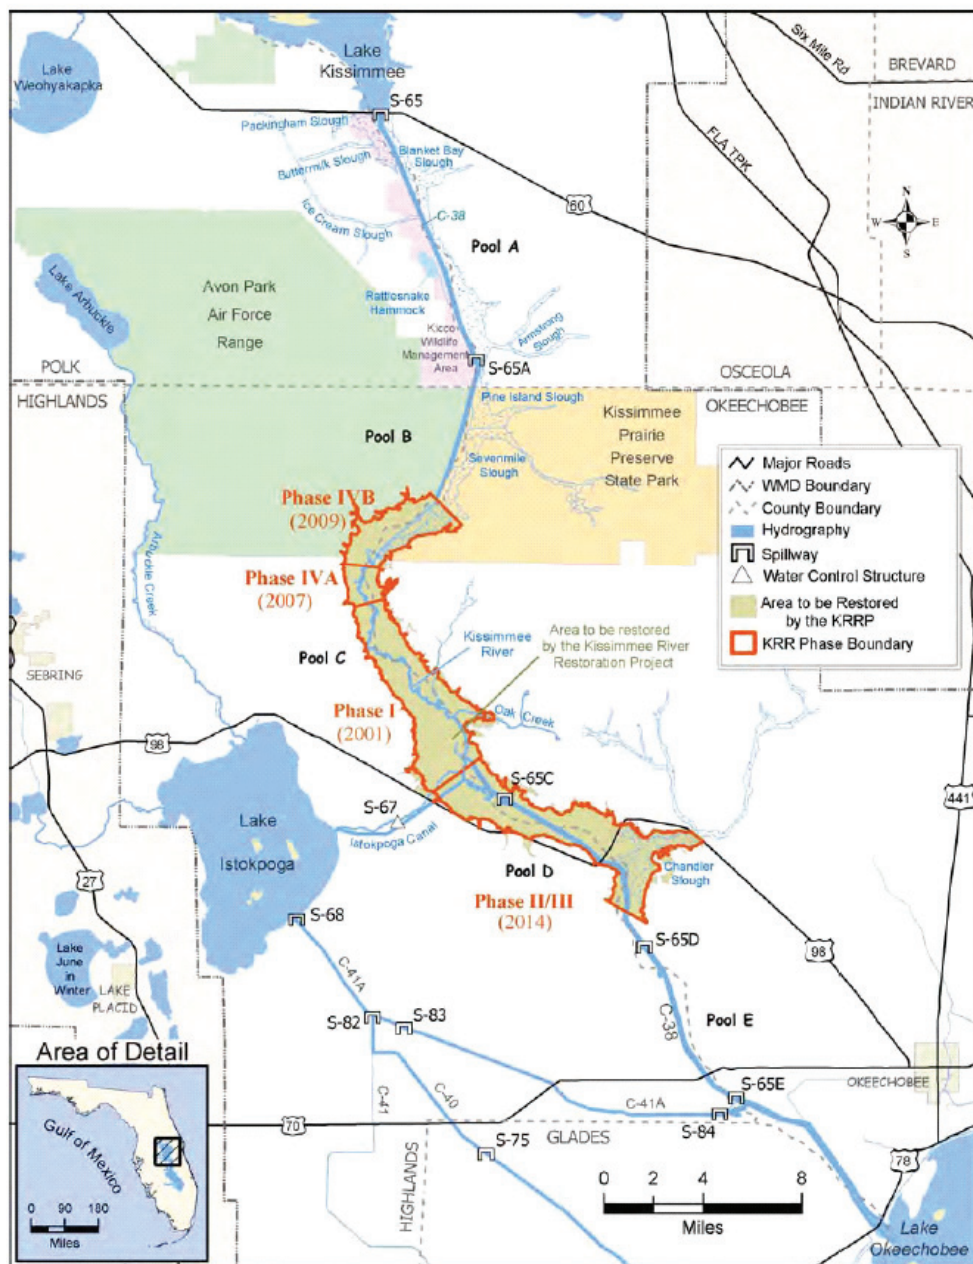 Lake
Kissimmee
Lake
Weohyakapka
Six Mile Rd
BREVARD
INDIAN RIVER
S-65
Packingham Slough
Blanket Bay
Slough
Buttermilk Slough
FLA TPK
60
Ice Cream Slough
C-38
Pool A
N
W
E
S
Lake Arbuckle
Avon Park
Air Force
Range
Rattlesnake
Hammock
Armstrong
Slough
Kicco
Wildlife
Management
Area
S-65A
POLK
HIGHLANDS
OSCEOLA
OKEECHOBEE
Pine Island Slough
Pool B
Sevenmile
Slough
Kissimmee
Prairie
Preserve
State Park
Major Roads
WMD Boundary
County Boundary
Hydrography
Spillway
Water Control Structure
Area to be Restored
by the KRRP
KRR Phase Boundary
Phase IVB
(2009)
Arbuckle Creek
Phase IVA
(2007)
Kissimmee
River
Area to be restored
by the Kissimmee River
Restoration Project
Pool C
SEBRING
Phase I
(2001)
Oak Creek
98
S-65C
S-67
441
Lake
Istokpoga
Istokpoga Canal
Pool D
Chandler
Slough
27
Phase II/III
(2014)
S-68
S-65D
98
Lake
June
in
Winter
LAKE
PLACID
C-41A
S-82
S-83
C-38
Pool E
Area of Detail
S-65E
OKEECHOBEE
C-41
C-40
C-41A
S-84
70
GLADES
HIGHLANDS
S-75
78
Gulf of Mexico
0 90 180
Miles
0 2 4 8
Miles
Lake
Okeechobee